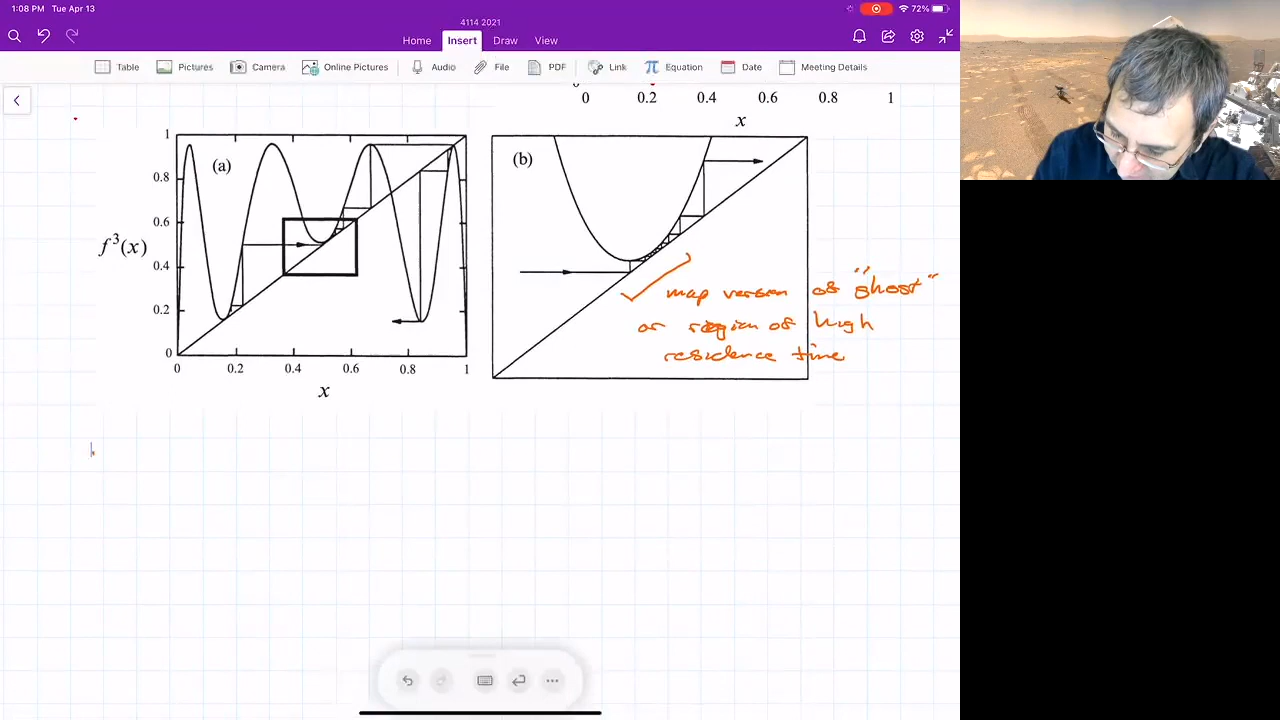 1:08 PM Tue Apr 13
72%
4114 2021
Home Insert Draw View
Table Pictures Camera Online Pictures Audio File PDF Link Equation Date Meeting Details
0 0.2 0.4 0.6 0.8 1
x
1
(a)
0.8
0.6
f³(x)
0.4
0.2
0
0 0.2 0.4 0.6 0.8 1
x
(b)
map version of "ghost"
or region of high
residence time